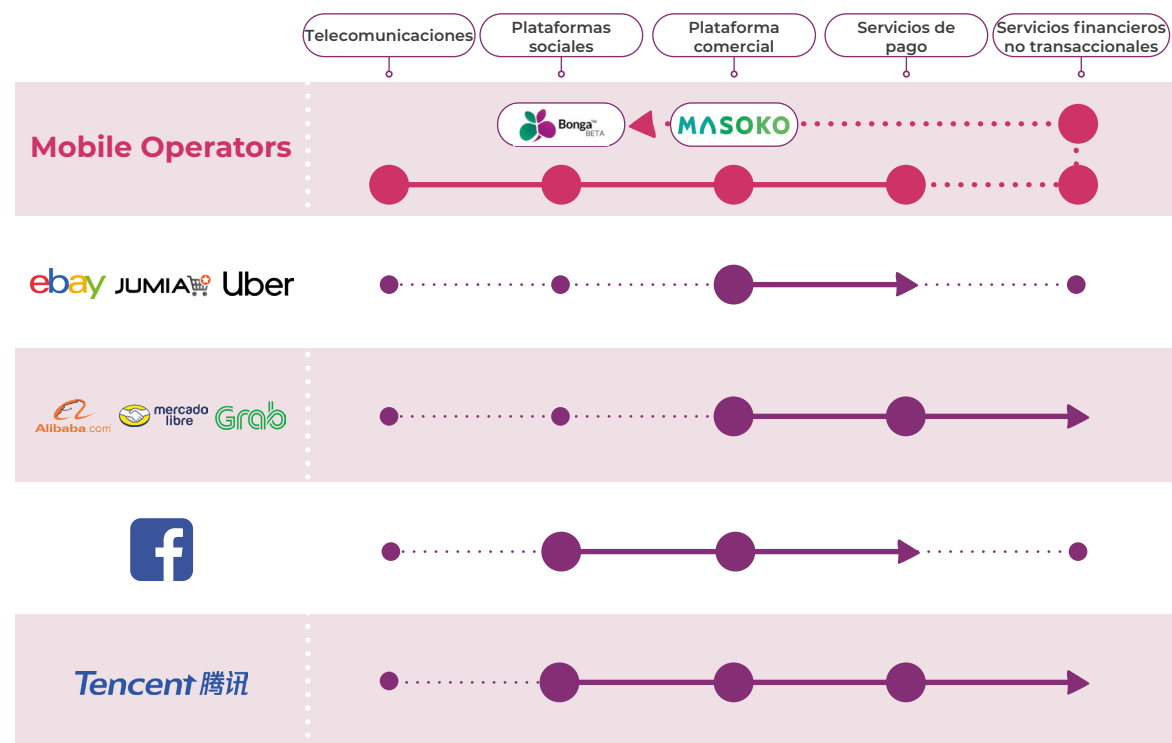 Telecomunicaciones
Plataformas
sociales
Plataforma
comercial
Servicios de
pago
Servicios financieros
no transaccionales
Mobile Operators
Bonga™
BETA
MASOKO
ebay JUMIA Uber
Alibaba.com
mercado
libre
Grab
f
Tencent 腾讯